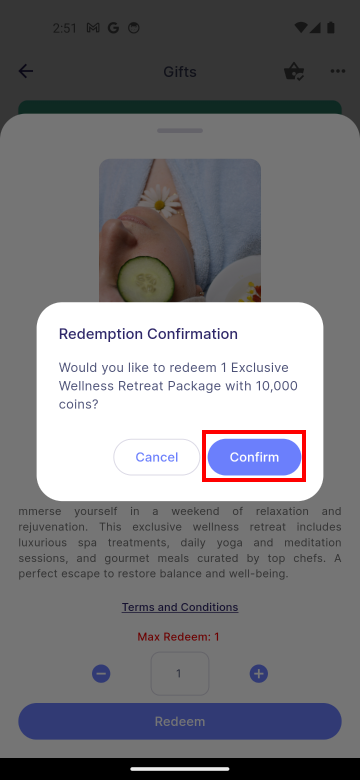 2:51
Gifts
Redemption Confirmation
Would you like to redeem 1 Exclusive
Wellness Retreat Package with 10,000
coins?
Cancel
Confirm
mmerse yourself in a weekend of relaxation and
rejuvenation. This exclusive wellness retreat includes
luxurious spa treatments, daily yoga and meditation
sessions, and gourmet meals curated by top chefs. A
perfect escape to restore balance and well-being.
Terms and Conditions
Max Redeem: 1
1
Redeem